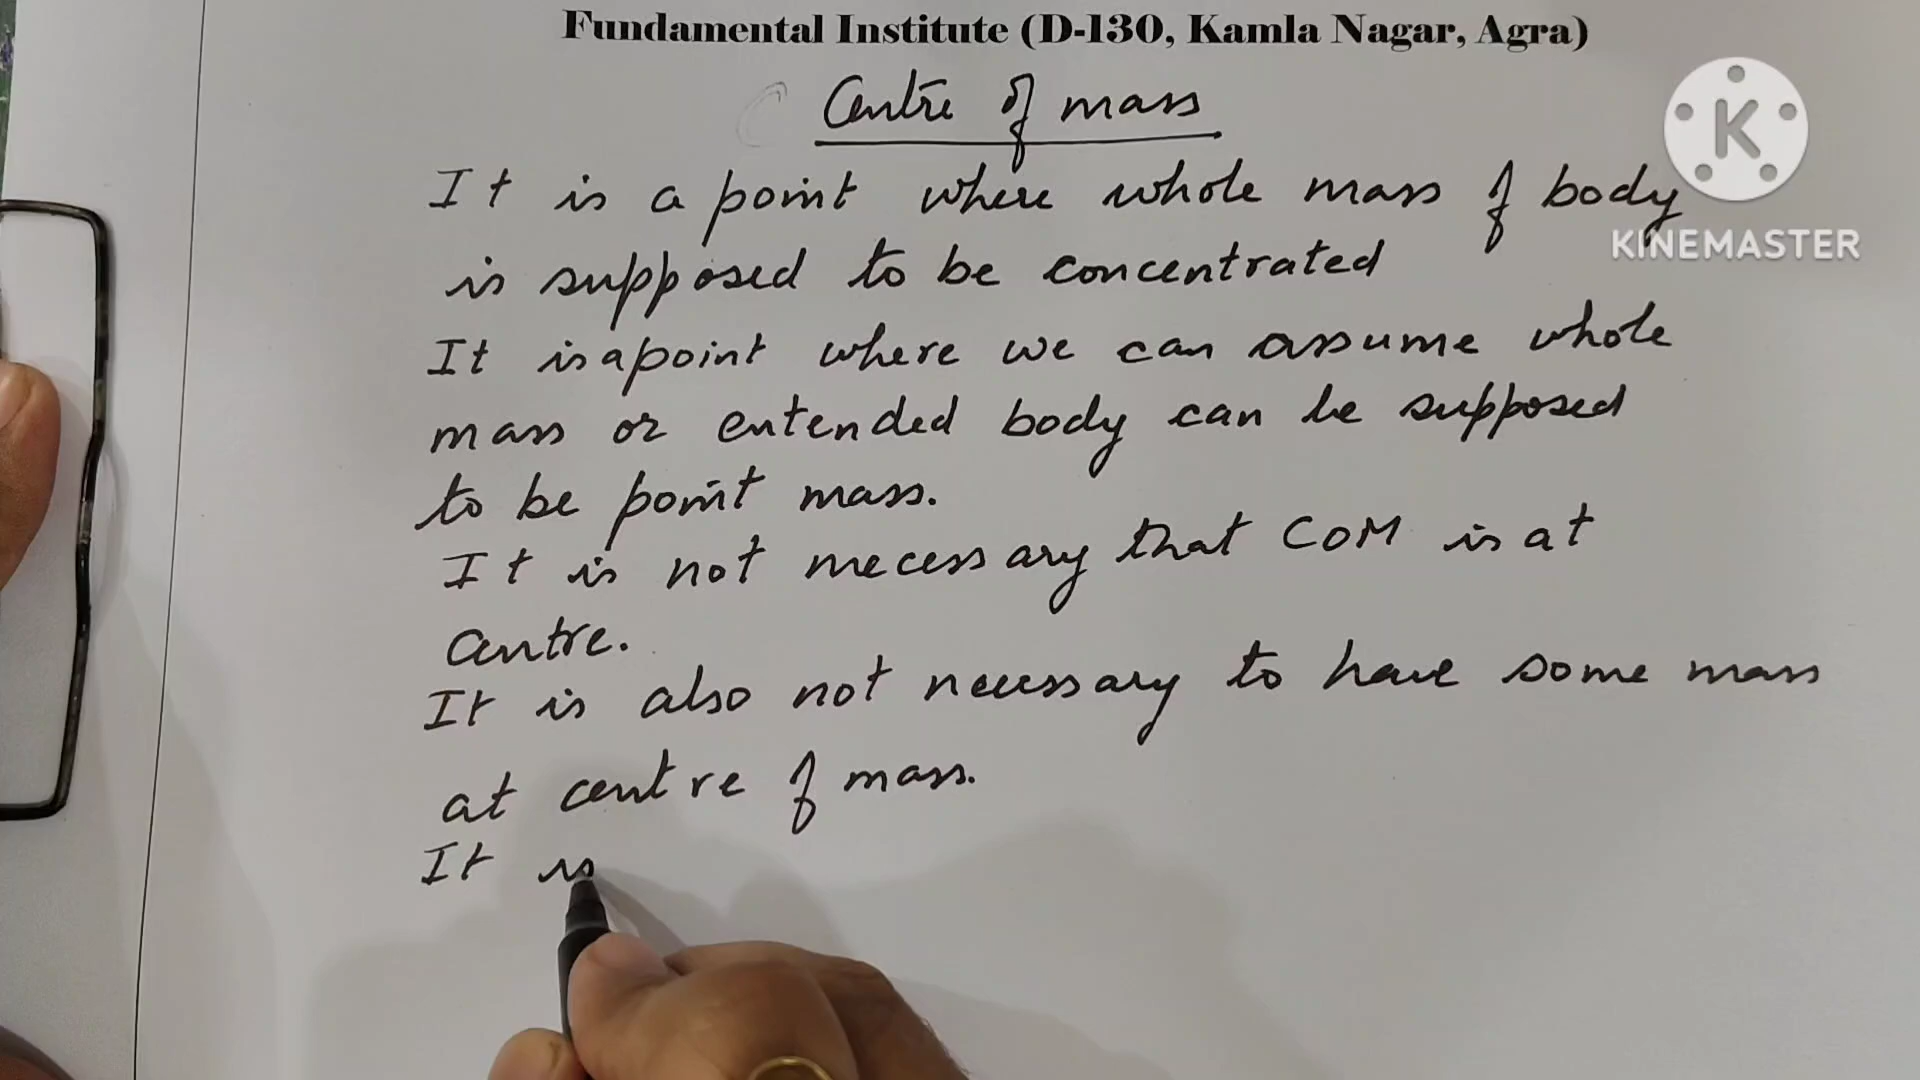 Fundamental Institute (D-130, Kamla Nagar, Agra)
Centre of mass
It is a point where whole mass of body
is supposed to be concentrated
It is a point where we can assume whole
mass or entended body can be supposed
to be point mass.
It is not necessary that COM is at
centre.
It is also not necessary to have some mass
at centre of mass.
It is
K
KINEMASTER